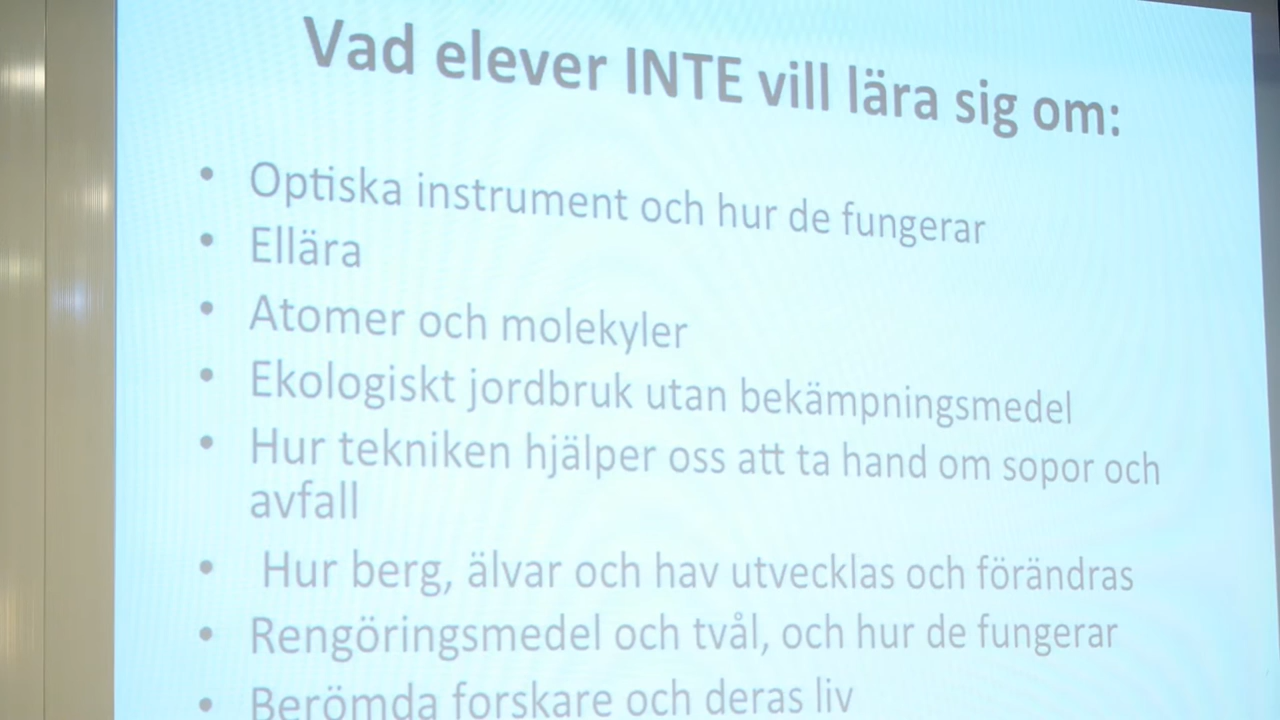 Vad elever INTE vill lära sig om:
• Optiska instrument och hur de fungerar
• Ellära
• Atomer och molekyler
• Ekologiskt jordbruk utan bekämpningsmedel
• Hur tekniken hjälper oss att ta hand om sopor och
avfall
• Hur berg, älvar och hav utvecklas och förändras
• Rengöringsmedel och tvål, och hur de fungerar
• Berömda forskare och deras liv